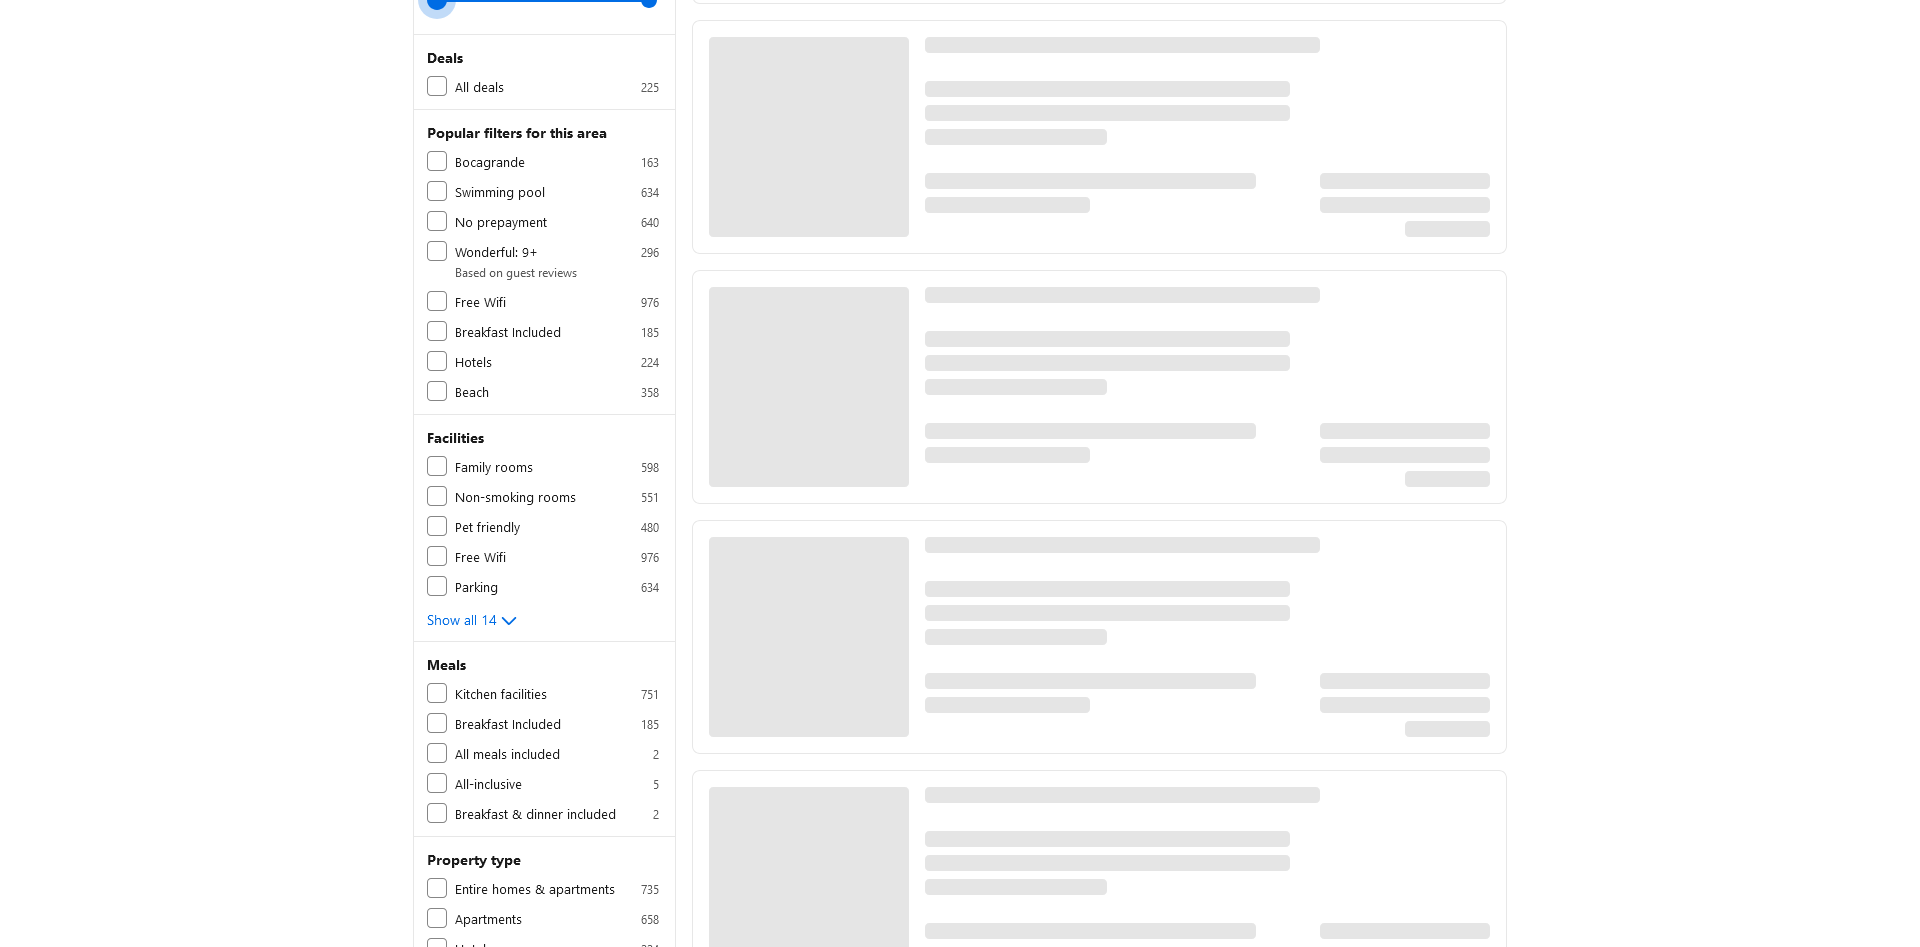 Deals
All deals 225
Popular filters for this area
Bocagrande 163
Swimming pool 634
No prepayment 640
Wonderful: 9+ 296
Based on guest reviews
Free Wifi 976
Breakfast Included 185
Hotels 224
Beach 358
Facilities
Family rooms 598
Non-smoking rooms 551
Pet friendly 480
Free Wifi 976
Parking 634
Show all 14
Meals
Kitchen facilities 751
Breakfast Included 185
All meals included 2
All-inclusive 5
Breakfast & dinner included 2
Property type
Entire homes & apartments 735
Apartments 658